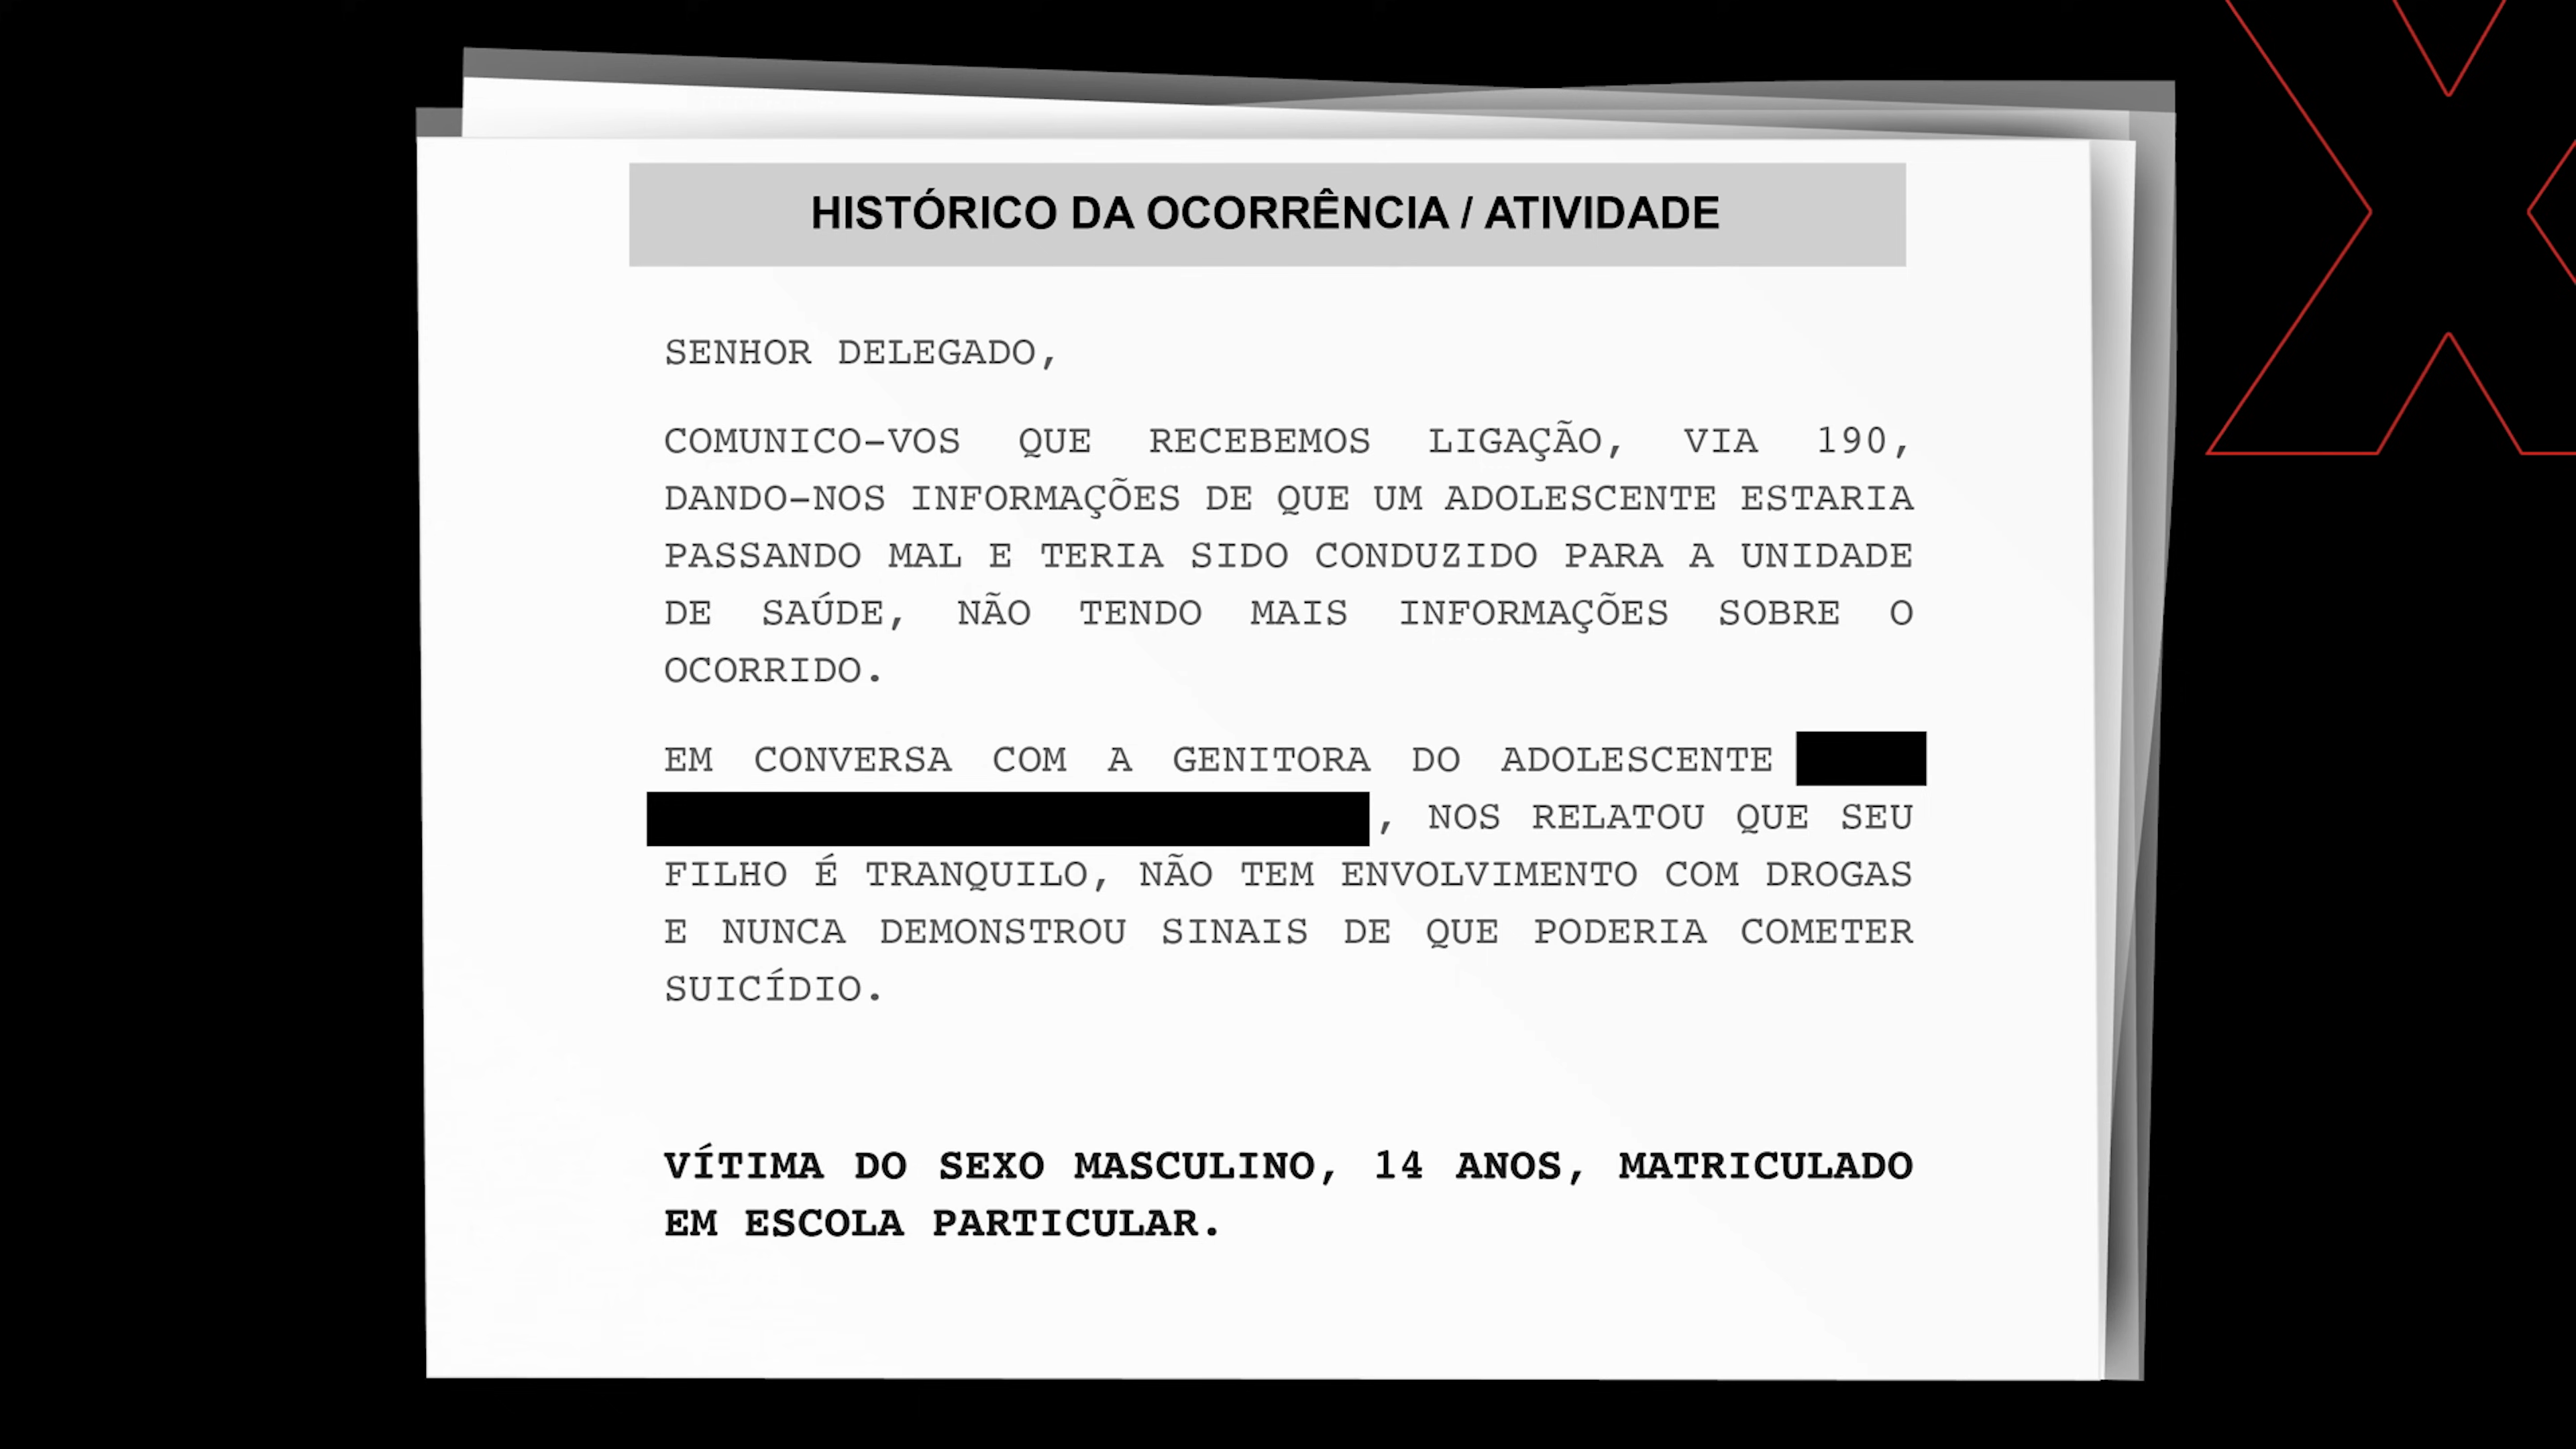 HISTÓRICO DA OCORRÊNCIA / ATIVIDADE
SENHOR DELEGADO,
COMUNICO-VOS QUE RECEBEMOS LIGAÇÃO, VIA 190,
DANDO-NOS INFORMAÇÕES DE QUE UM ADOLESCENTE ESTARIA
PASSANDO MAL E TERIA SIDO CONDUZIDO PARA A UNIDADE
DE SAÚDE, NÃO TENDO MAIS INFORMAÇÕES SOBRE O
OCORRIDO.
EM CONVERSA COM A GENITORA DO ADOLESCENTE
, NOS RELATOU QUE SEU
FILHO É TRANQUILO, NÃO TEM ENVOLVIMENTO COM DROGAS
E NUNCA DEMONSTROU SINAIS DE QUE PODERIA COMETER
SUICÍDIO.
VÍTIMA DO SEXO MASCULINO, 14 ANOS, MATRICULADO
EM ESCOLA PARTICULAR.